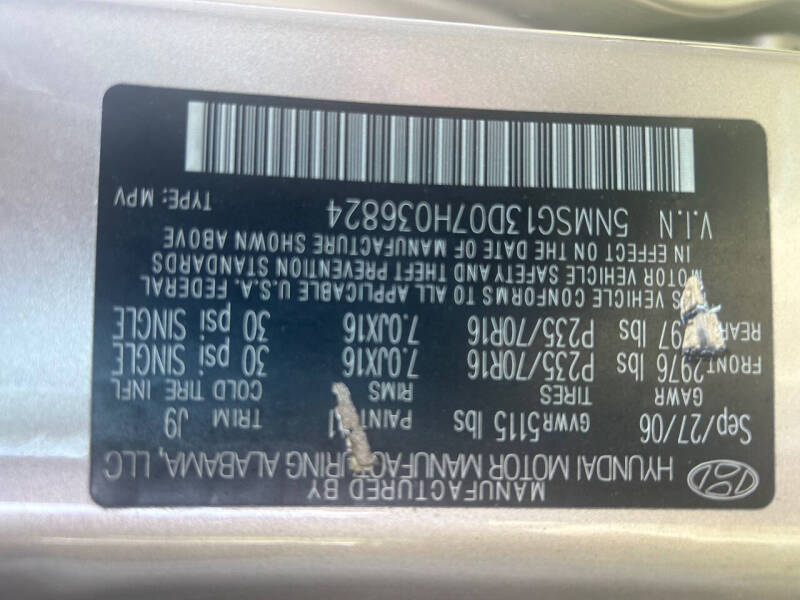 MANUFACTURED BY
HYUNDAI MOTOR MANUFACTURING ALABAMA, LLC
Sep/27/06 GVWR 5115 lbs PAINT TRIM J9
GAWR TIRES RIMS COLD TIRE INFL
FRONT 2976 lbs P235/70R16 7.0JX16 30 psi SINGLE
REAR lbs P235/70R16 7.0JX16 30 psi SINGLE
VEHICLE CONFORMS TO ALL APPLICABLE U.S.A. FEDERAL
MOTOR VEHICLE SAFETY AND THEFT PREVENTION STANDARDS
IN EFFECT ON THE DATE OF MANUFACTURE SHOWN ABOVE
V.I.N 5NMSG13D07H036824 TYPE: MPV